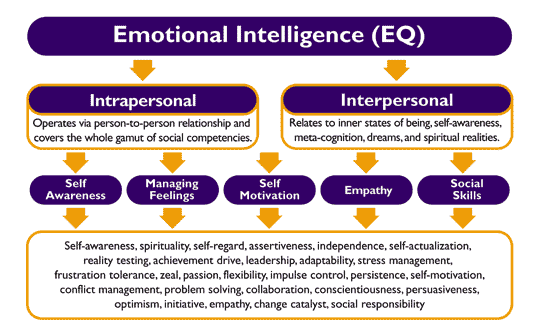 Emotional Intelligence (EQ)
Intrapersonal
Operates via person-to-person relationship and
covers the whole gamut of social competencies.
Interpersonal
Relates to inner states of being, self-awareness,
meta-cognition, dreams, and spiritual realities.
Self
Awareness
Managing
Feelings
Self
Motivation
Empathy
Social
Skills
Self-awareness, spirituality, self-regard, assertiveness, independence, self-actualization,
reality testing, achievement drive, leadership, adaptability, stress management,
frustration tolerance, zeal, passion, flexibility, impulse control, persistence, self-motivation,
conflict management, problem solving, collaboration, conscientiousness, persuasiveness,
optimism, initiative, empathy, change catalyst, social responsibility